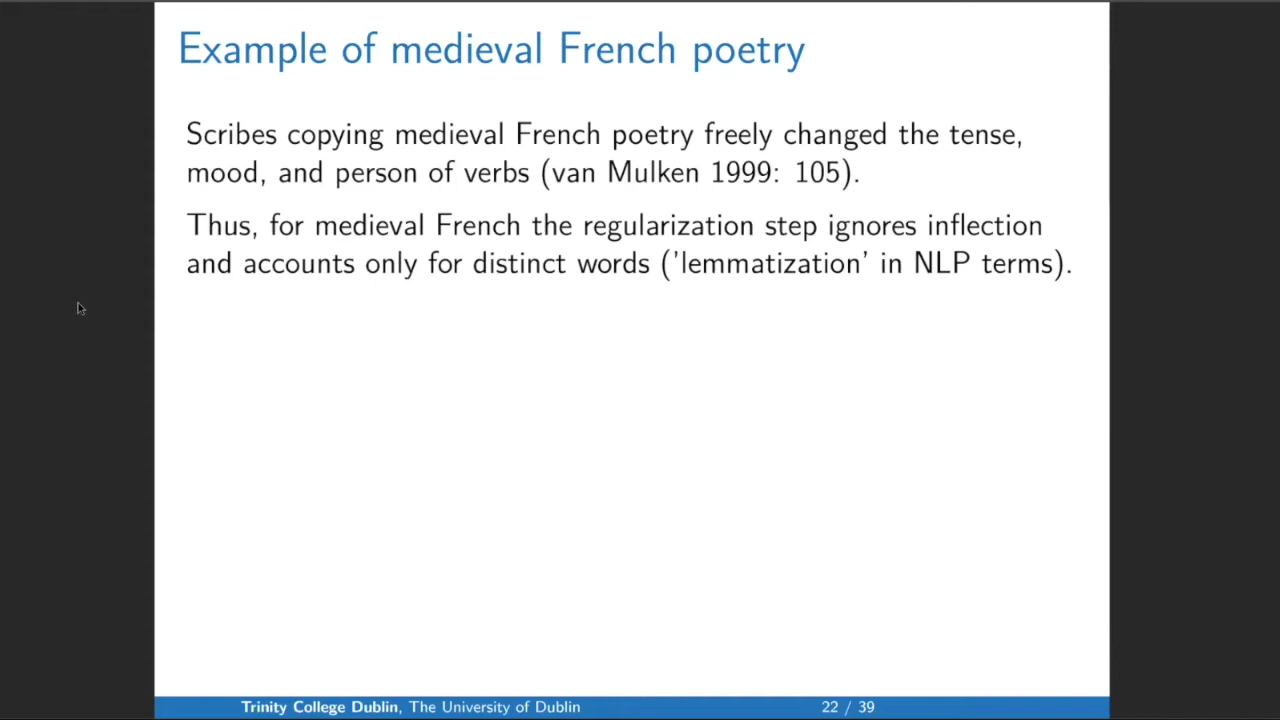 Example of medieval French poetry
Scribes copying medieval French poetry freely changed the tense,
mood, and person of verbs (van Mulken 1999: 105).
Thus, for medieval French the regularization step ignores inflection
and accounts only for distinct words ('lemmatization' in NLP terms).
Trinity College Dublin, The University of Dublin 22 / 39